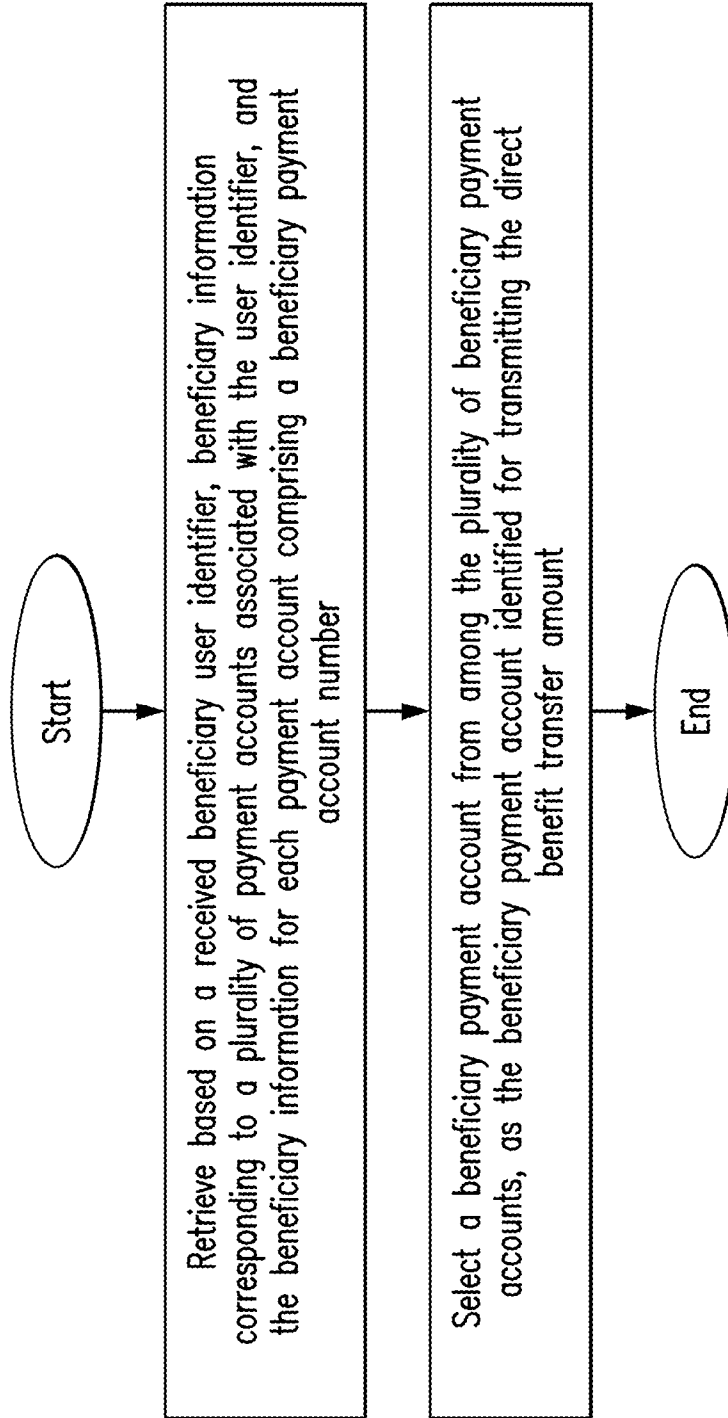 Start
Retrieve based on a received beneficiary user identifier, beneficiary information
corresponding to a plurality of payment accounts associated with the user identifier, and
the beneficiary information for each payment account comprising a beneficiary payment
account number
Select a beneficiary payment account from among the plurality of beneficiary payment
accounts, as the beneficiary payment account identified for transmitting the direct
benefit transfer amount
End